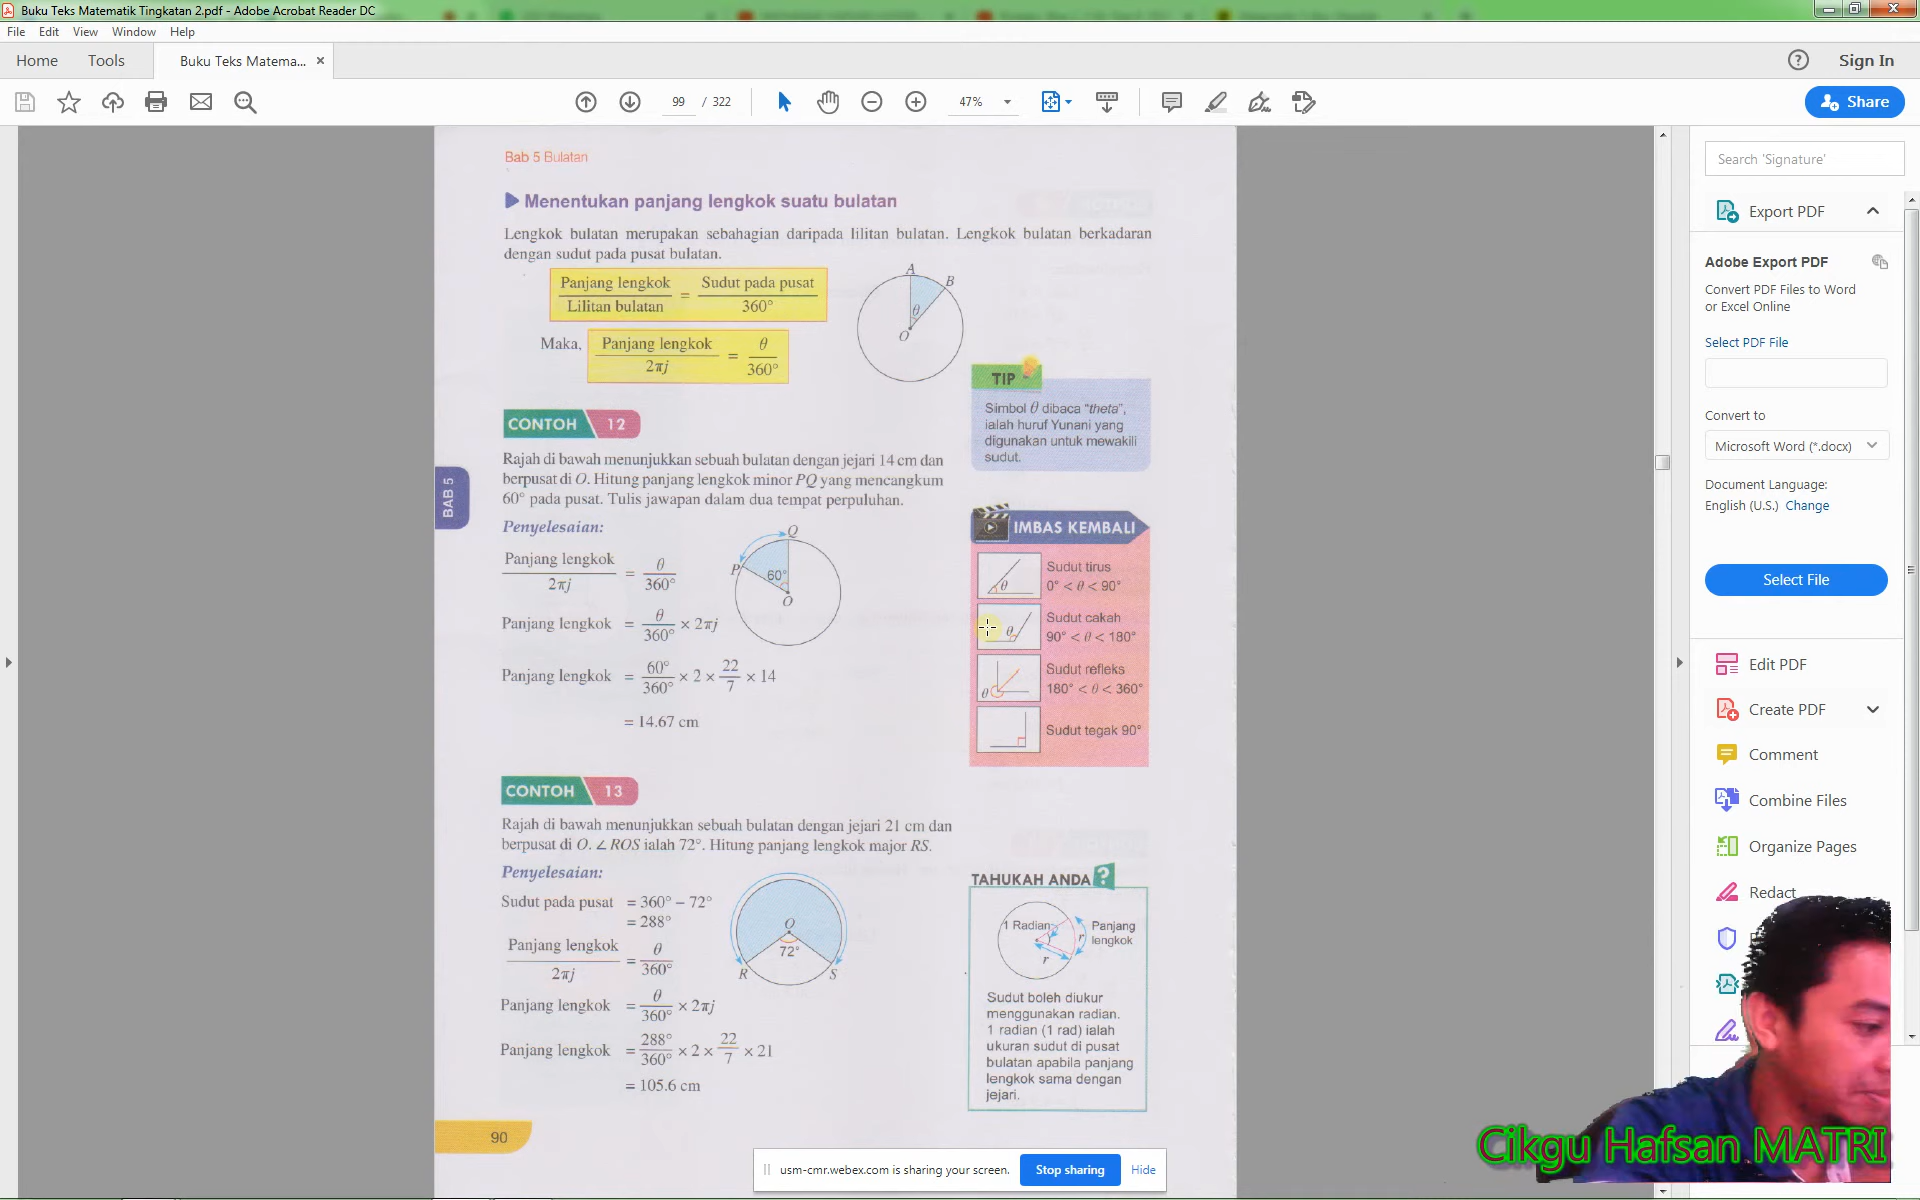 Buku Teks Matematik Tingkatan 2.pdf - Adobe Acrobat Reader DC
File Edit View Window Help
Home Tools Buku Teks Matema... × Sign In
99 / 322 47% Share
Bab 5 Bulatan
Menentukan panjang lengkok suatu bulatan
Lengkok bulatan merupakan sebahagian daripada lilitan bulatan. Lengkok bulatan berkadaran
dengan sudut pada pusat bulatan.
Panjang lengkok / Lilitan bulatan = Sudut pada pusat / 360°
Maka, Panjang lengkok / 2πj = θ / 360°
A
B
θ
O
TIP
Simbol θ dibaca "theta",
ialah huruf Yunani yang
digunakan untuk mewakili
sudut.
CONTOH 12
Rajah di bawah menunjukkan sebuah bulatan dengan jejari 14 cm dan
berpusat di O. Hitung panjang lengkok minor PQ yang mencangkum
60° pada pusat. Tulis jawapan dalam dua tempat perpuluhan.
BAB 5
Penyelesaian:
Panjang lengkok / 2πj = θ / 360°
Panjang lengkok = θ / 360° × 2πj
Panjang lengkok = 60° / 360° × 2 × 22 / 7 × 14
= 14.67 cm
Q
P
60°
O
IMBAS KEMBALI
θ Sudut tirus
0° < θ < 90°
θ Sudut cakah
90° < θ < 180°
θ Sudut refleks
180° < θ < 360°
Sudut tegak 90°
CONTOH 13
Rajah di bawah menunjukkan sebuah bulatan dengan jejari 21 cm dan
berpusat di O. ∠ROS ialah 72°. Hitung panjang lengkok major RS.
Penyelesaian:
Sudut pada pusat = 360° – 72°
= 288°
Panjang lengkok / 2πj = θ / 360°
Panjang lengkok = θ / 360° × 2πj
Panjang lengkok = 288° / 360° × 2 × 22 / 7 × 21
= 105.6 cm
O
72°
R S
TAHUKAH ANDA ?
1 Radian
Panjang
lengkok
r
r
Sudut boleh diukur
menggunakan radian.
1 radian (1 rad) ialah
ukuran sudut di pusat
bulatan apabila panjang
lengkok sama dengan
jejari.
90
Search 'Signature'
Export PDF
Adobe Export PDF
Convert PDF Files to Word
or Excel Online
Select PDF File
Convert to
Microsoft Word (*.docx)
Document Language:
English (U.S.) Change
Select File
Edit PDF
Create PDF
Comment
Combine Files
Organize Pages
Redact
usm-cmr.webex.com is sharing your screen. Stop sharing Hide
Cikgu Hafsan MATRI